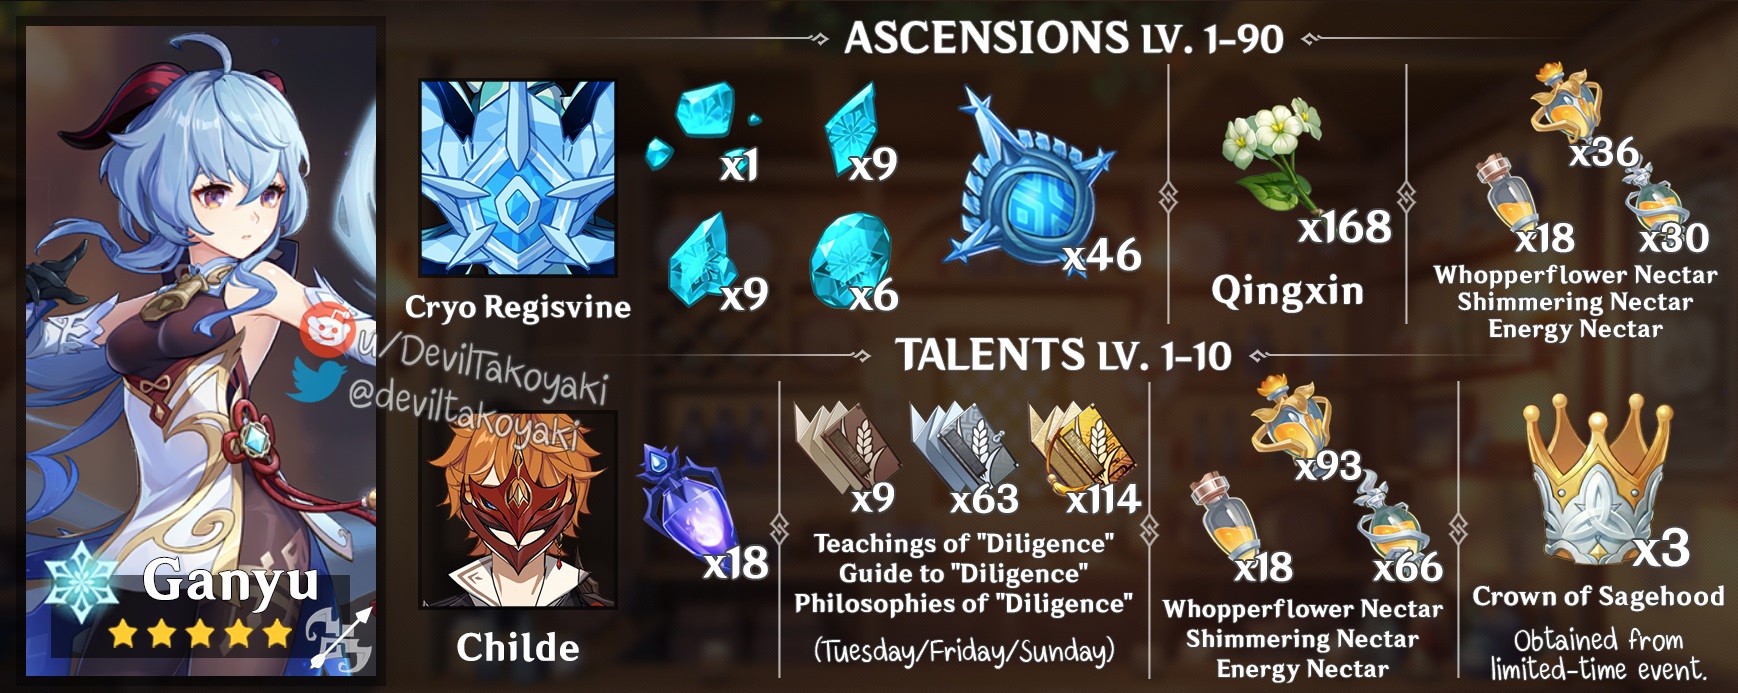 ASCENSIONS LV. 1-90
x1
x9
x9
x6
x46
Cryo Regisvine
x168
Qingxin
x36
x18
x30
Whopperflower Nectar
Shimmering Nectar
Energy Nectar
u/DevilTakoyaki
@deviltakoyaki
TALENTS LV. 1-10
Childe
x18
x9
x63
x114
Teachings of "Diligence"
Guide to "Diligence"
Philosophies of "Diligence"
(Tuesday/Friday/Sunday)
x93
x18
x66
Whopperflower Nectar
Shimmering Nectar
Energy Nectar
x3
Crown of Sagehood
Obtained from
limited-time event.
Ganyu